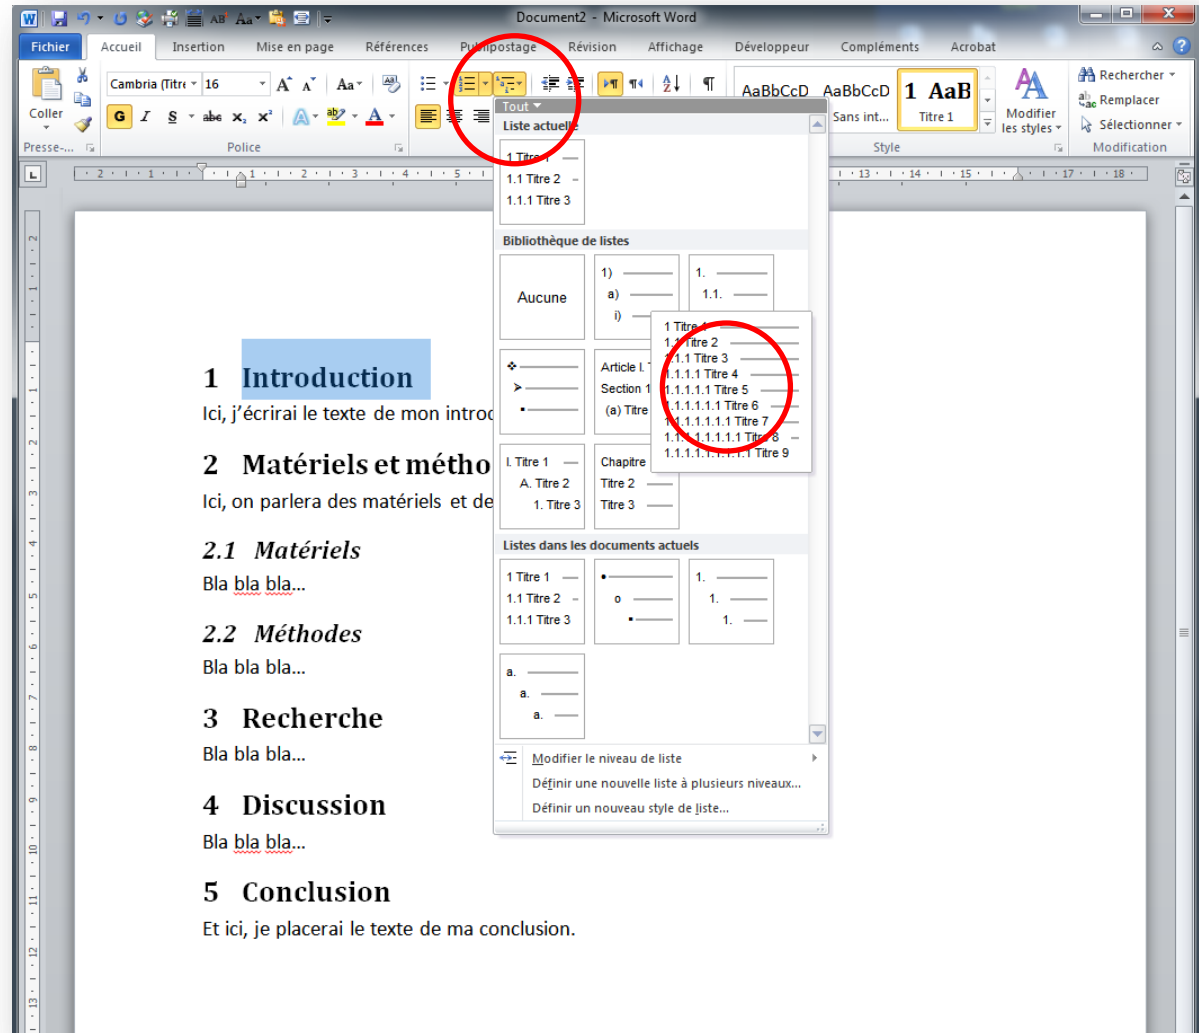 Document2 - Microsoft Word
Fichier Accueil Insertion Mise en page Références Publipostage Révision Affichage Développeur Compléments Acrobat
Coller
Presse-...
Cambria (Titre 16
G I S abc x₂ x² A ab A
Police
AaBbCcD AaBbCcD 1 AaB
Sans int... Titre 1
Modifier les styles
Style
Rechercher
Remplacer
Sélectionner
Modification
Tout
Liste actuelle
1 Titre 1
1.1 Titre 2
1.1.1 Titre 3
Bibliothèque de listes
Aucune
1)
a)
i)
1.
1.1.
Article I.
Section 1
(a) Titre
1 Titre 1
1.1 Titre 2
1.1.1 Titre 3
1.1.1.1 Titre 4
1.1.1.1.1 Titre 5
1.1.1.1.1.1 Titre 6
1.1.1.1.1.1.1 Titre 7
1.1.1.1.1.1.1.1 Titre 8
1.1.1.1.1.1.1.1.1 Titre 9
I. Titre 1
A. Titre 2
1. Titre 3
Chapitre
Titre 2
Titre 3
Listes dans les documents actuels
1 Titre 1
1.1 Titre 2
1.1.1 Titre 3
1.
1.
1.
a.
a.
a.
Modifier le niveau de liste
Définir une nouvelle liste à plusieurs niveaux...
Définir un nouveau style de liste...
1 Introduction
Ici, j'écrirai le texte de mon introd
2 Matériels et métho
Ici, on parlera des matériels et de
2.1 Matériels
Bla bla bla...
2.2 Méthodes
Bla bla bla...
3 Recherche
Bla bla bla...
4 Discussion
Bla bla bla...
5 Conclusion
Et ici, je placerai le texte de ma conclusion.